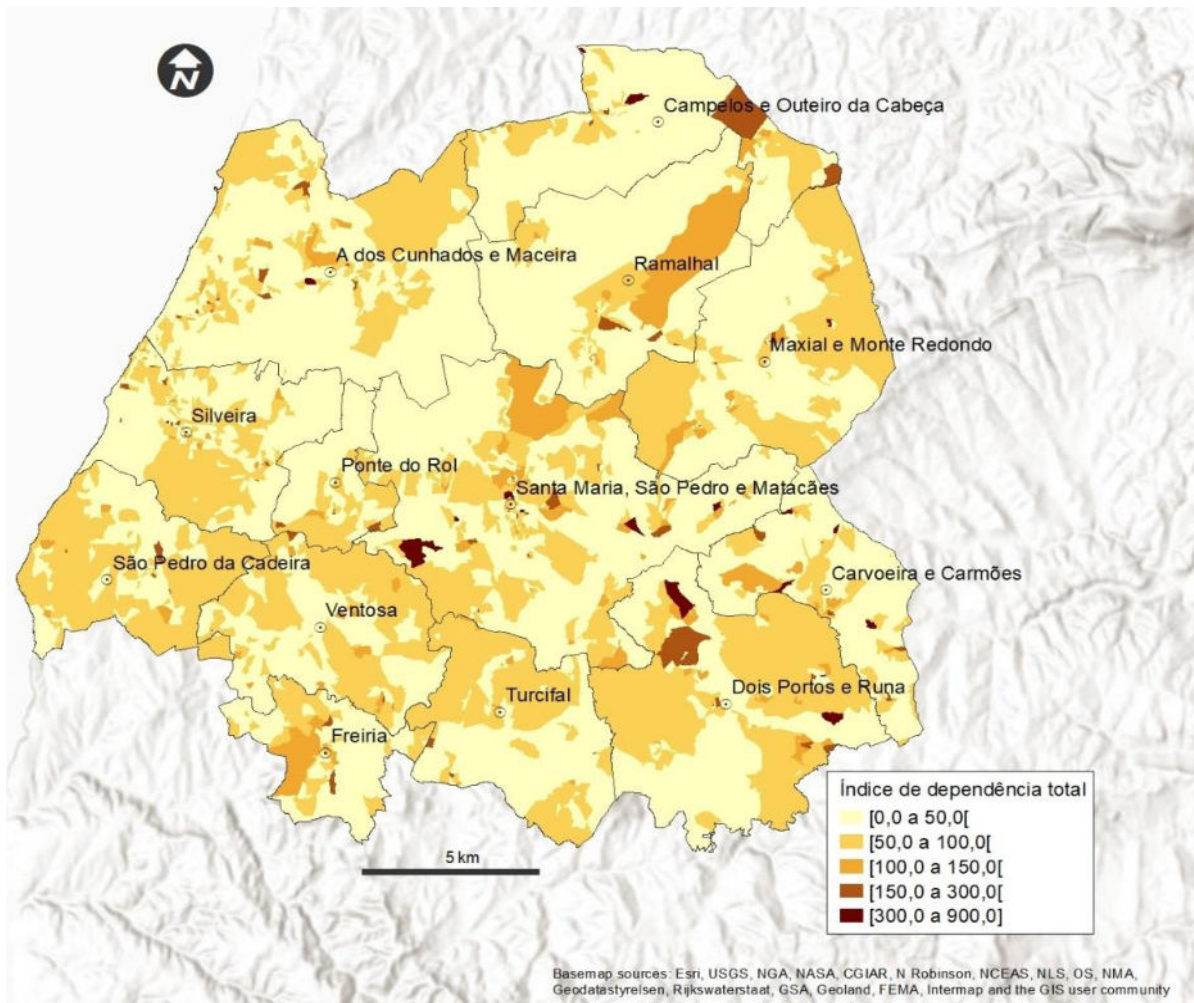 N
Campelos e Outeiro da Cabeça
A dos Cunhados e Maceira
Ramalhal
Maxial e Monte Redondo
Silveira
Ponte do Rol
Santa Maria, São Pedro e Matacães
São Pedro da Cadeira
Carvoeira e Carmões
Ventosa
Turcifal
Dois Portos e Runa
Freiria
Índice de dependência total
[0,0 a 50,0[
[50,0 a 100,0[
[100,0 a 150,0[
[150,0 a 300,0[
[300,0 a 900,0]
5 km
Basemap sources: Esri, USGS, NGA, NASA, CGIAR, N Robinson, NCEAS, NLS, OS, NMA,
Geodatastyrelsen, Rijkswaterstaat, GSA, Geoland, FEMA, Intermap and the GIS user community